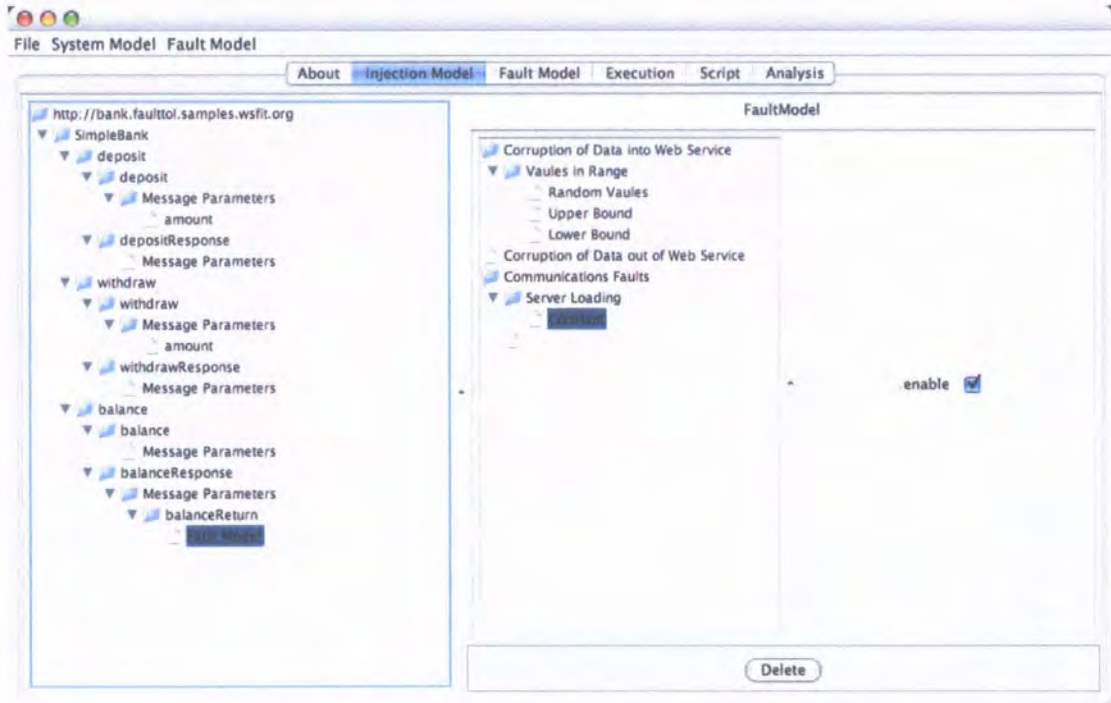 File System Model Fault Model
About Injection Model Fault Model Execution Script Analysis
http://bank.faulttol.samples.wsfit.org
SimpleBank
deposit
deposit
Message Parameters
amount
depositResponse
Message Parameters
withdraw
withdraw
Message Parameters
amount
withdrawResponse
Message Parameters
balance
balance
Message Parameters
balanceResponse
Message Parameters
balanceReturn
Fault Model
FaultModel
Corruption of Data into Web Service
Vaules in Range
Random Vaules
Upper Bound
Lower Bound
Corruption of Data out of Web Service
Communications Faults
Server Loading
Constant
enable
Delete